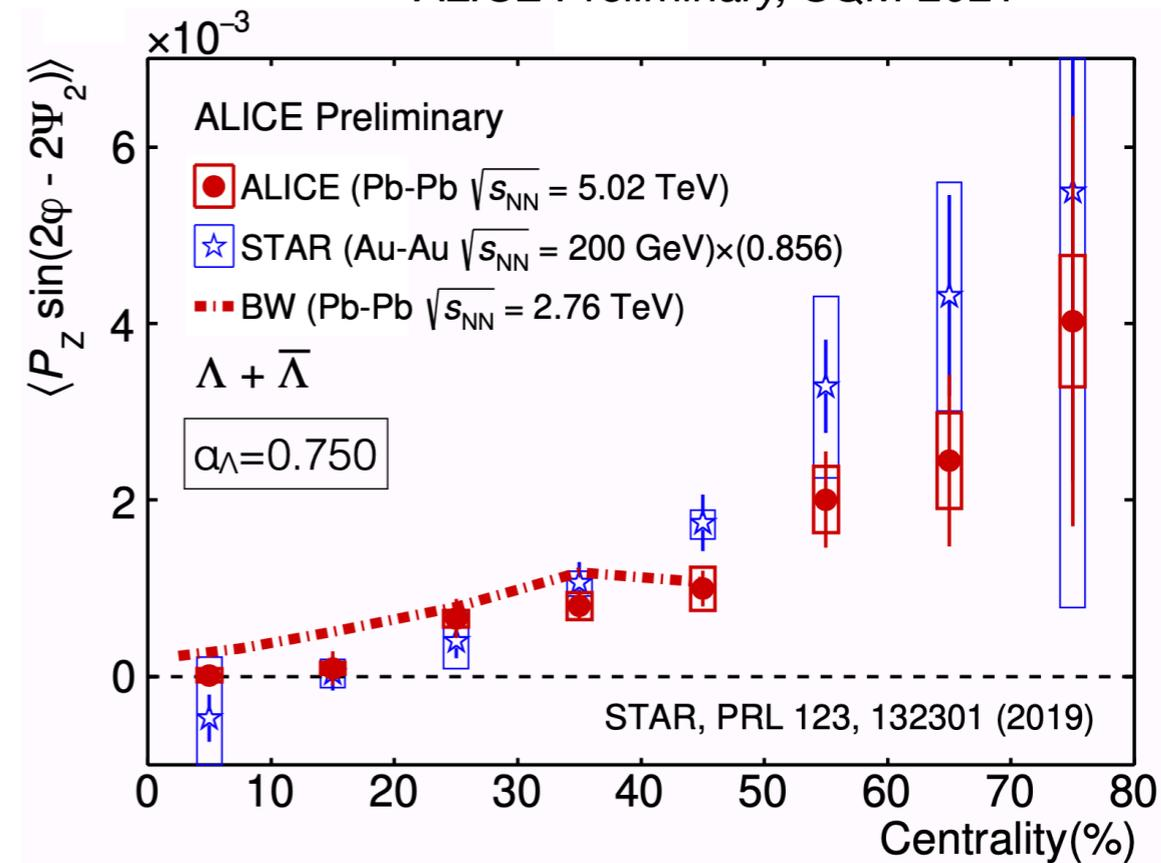 ×10⁻³
⟨P_Z sin(2φ - 2Ψ₂)⟩
6
4
2
0
ALICE Preliminary
ALICE (Pb-Pb √s_NN = 5.02 TeV)
STAR (Au-Au √s_NN = 200 GeV)×(0.856)
BW (Pb-Pb √s_NN = 2.76 TeV)
Λ + Λ̅
α_Λ=0.750
STAR, PRL 123, 132301 (2019)
0 10 20 30 40 50 60 70 80
Centrality(%)